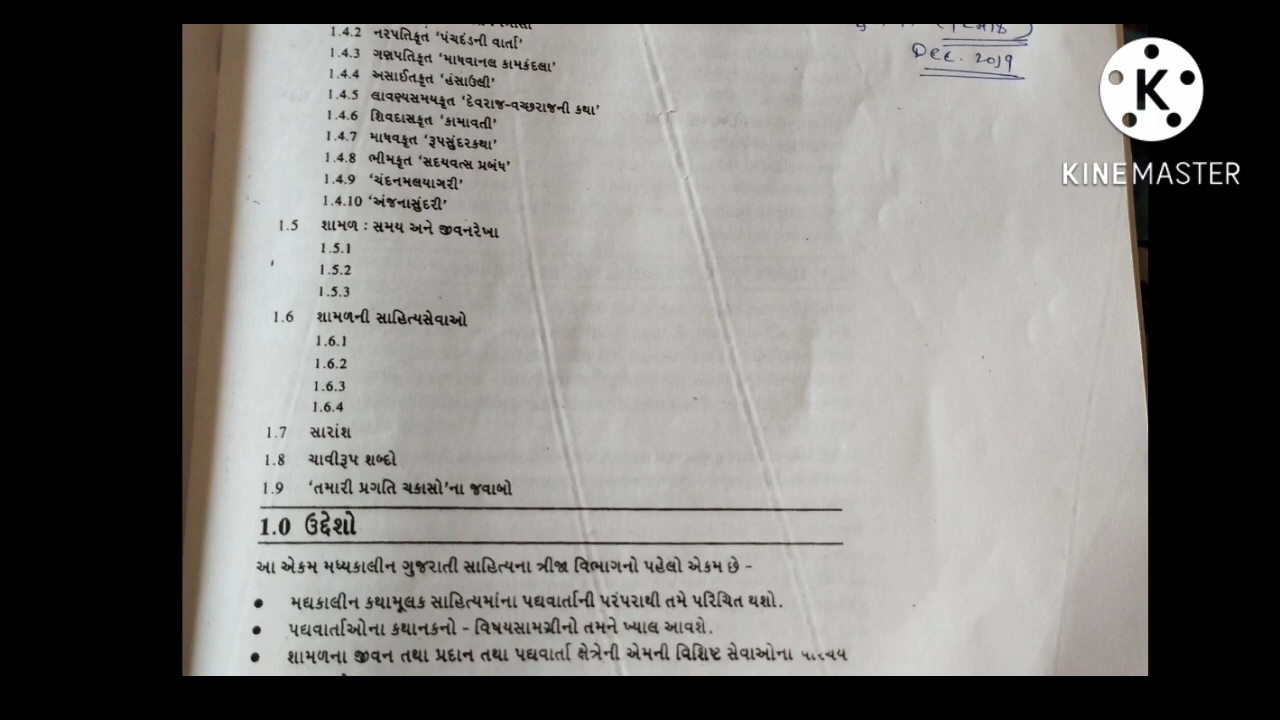 1.4.2 નરપતિકૃત ‘પંચદંડની વાર્તા’
Dec. 2019
1.4.3 ગણપતિકૃત ‘માધવાનલ કામકંદલા’
1.4.4 અસાઈતકૃત ‘હંસાઉલી’
1.4.5 લાવણ્યસમયકૃત ‘દેવરાજ-વચ્છરાજની કથા’
1.4.6 શિવદાસકૃત ‘કામાવતી’
1.4.7 માધવકૃત ‘રૂપસુંદરકથા’
1.4.8 ભીમકૃત ‘સદયવત્સ પ્રબંધ’
1.4.9 ‘ચંદનમલયાગરી’
1.4.10 ‘અંજનાસુંદરી’
1.5 શામળ : સમય અને જીવનરેખા
1.5.1
1.5.2
1.5.3
1.6 શામળની સાહિત્યસેવાઓ
1.6.1
1.6.2
1.6.3
1.6.4
1.7 સારાંશ
1.8 ચાવીરૂપ શબ્દો
1.9 ‘તમારી પ્રગતિ ચકાસો’ના જવાબો
1.0 ઉદ્દેશો
આ એકમ મધ્યકાલીન ગુજરાતી સાહિત્યના ત્રીજા વિભાગનો પહેલો એકમ છે -
• મધ્યકાલીન કથામૂલક સાહિત્યમાંના પદ્યવાર્તાની પરંપરાથી તમે પરિચિત થશો.
• પદ્યવાર્તાઓના કથાનકનો - વિષયસામગ્રીનો તમને ખ્યાલ આવશે.
• શામળના જીવન તથા પ્રદાન તથા પદ્યવાર્તા ક્ષેત્રેની એમની વિશિષ્ટ સેવાઓના
K
KINEMASTER